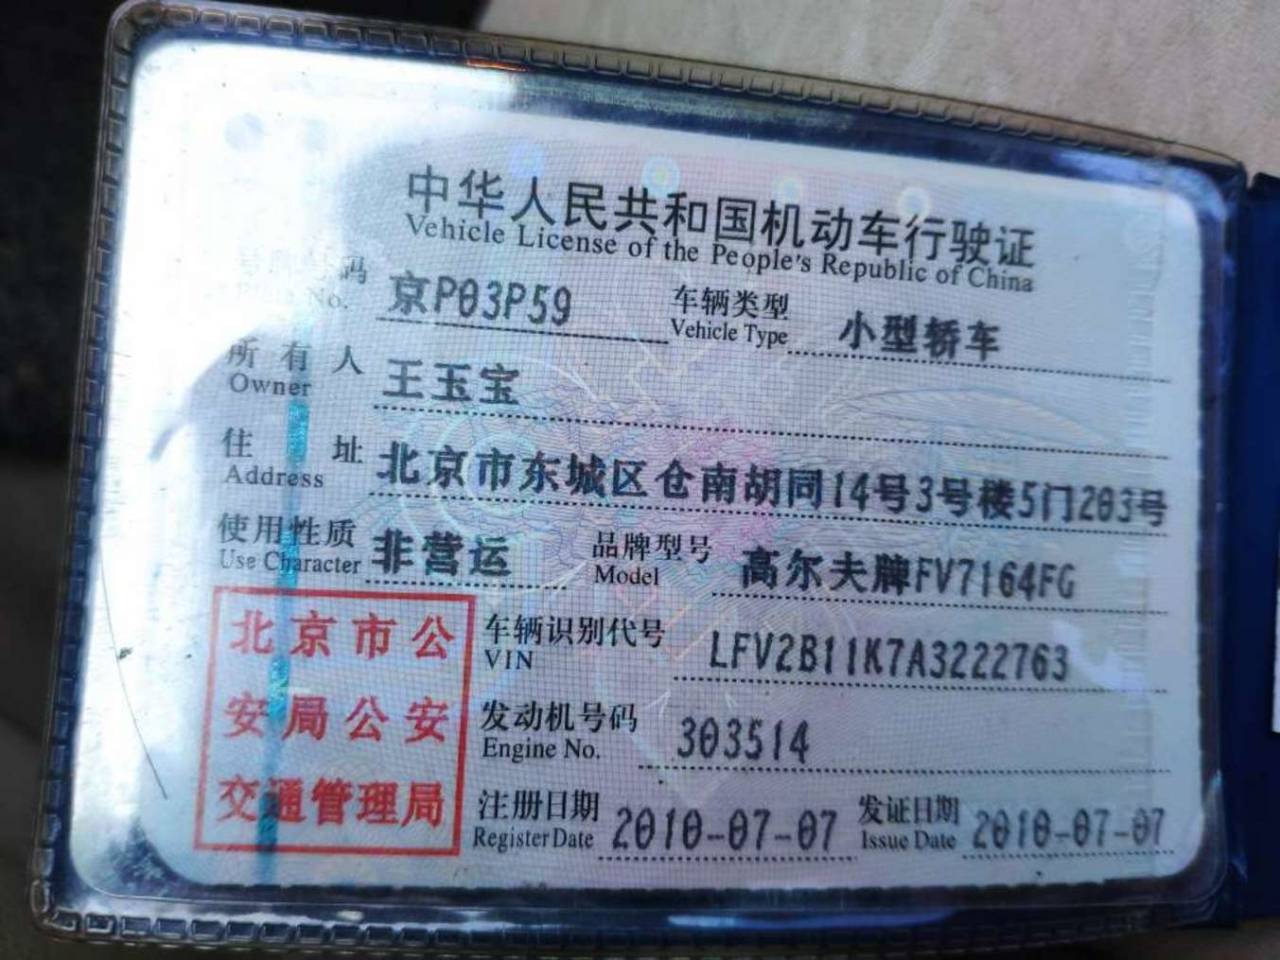 中华人民共和国机动车行驶证
Vehicle License of the People's Republic of China
号牌号码 京P03P59 车辆类型 小型轿车
Plate No. Vehicle Type
所有人 王玉宝
Owner
住址 北京市东城区仓南胡同14号3号楼5门203号
Address
使用性质 非营运 品牌型号 高尔夫牌FV7164FG
Use Character Model
北京市公
安局公安
交通管理局
车辆识别代号 LFV2B11K7A3222763
VIN
发动机号码 303514
Engine No.
注册日期 2010-07-07 发证日期 2010-07-07
Register Date Issue Date